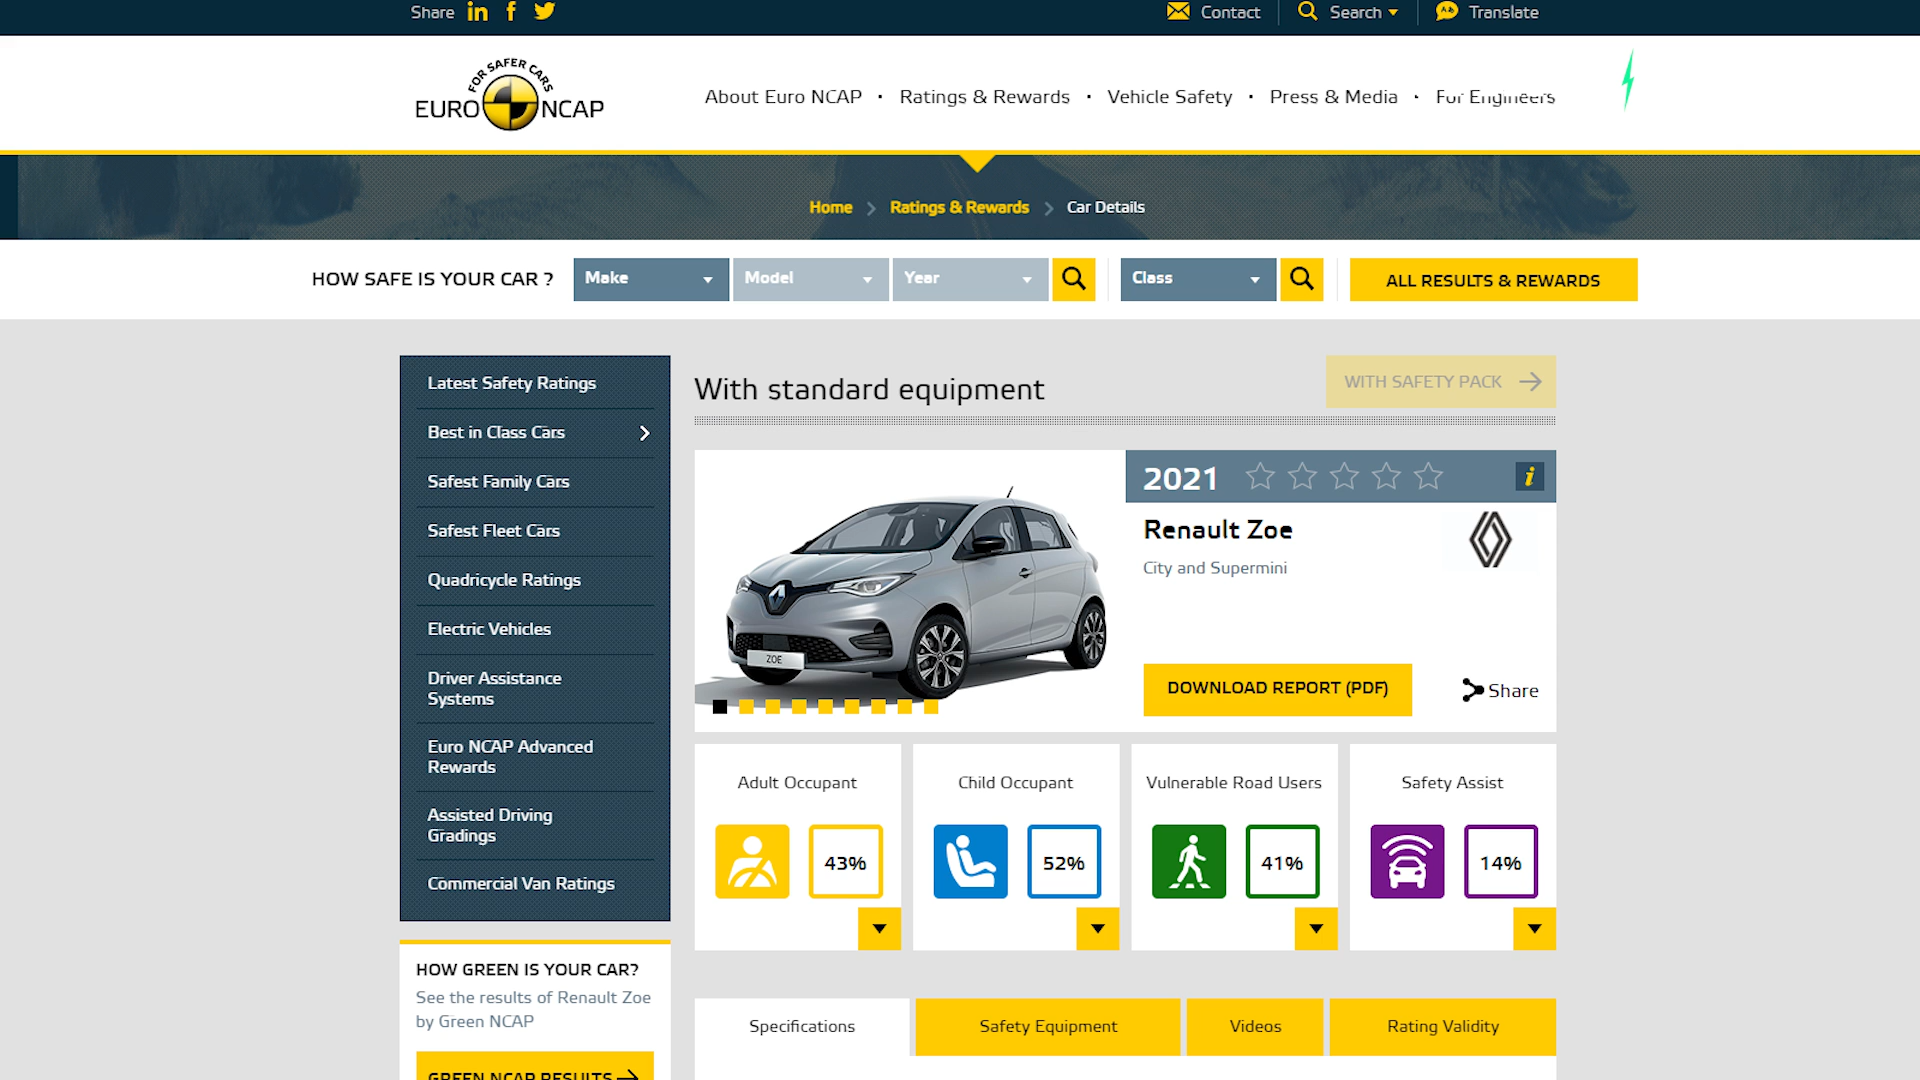 Share
Contact
Search
Translate
FOR SAFER CARS
EURO NCAP
About Euro NCAP · Ratings & Rewards · Vehicle Safety · Press & Media · For Engineers
Home
Ratings & Rewards
Car Details
HOW SAFE IS YOUR CAR ?
Make
Model
Year
Class
ALL RESULTS & REWARDS
Latest Safety Ratings
Best in Class Cars
Safest Family Cars
Safest Fleet Cars
Quadricycle Ratings
Electric Vehicles
Driver Assistance
Systems
Euro NCAP Advanced
Rewards
Assisted Driving
Gradings
Commercial Van Ratings
HOW GREEN IS YOUR CAR?
See the results of Renault Zoe
by Green NCAP
GREEN NCAP RESULTS
With standard equipment
WITH SAFETY PACK
ZOE
2021
Renault Zoe
City and Supermini
DOWNLOAD REPORT (PDF)
Share
Adult Occupant
43%
Child Occupant
52%
Vulnerable Road Users
41%
Safety Assist
14%
Specifications
Safety Equipment
Videos
Rating Validity